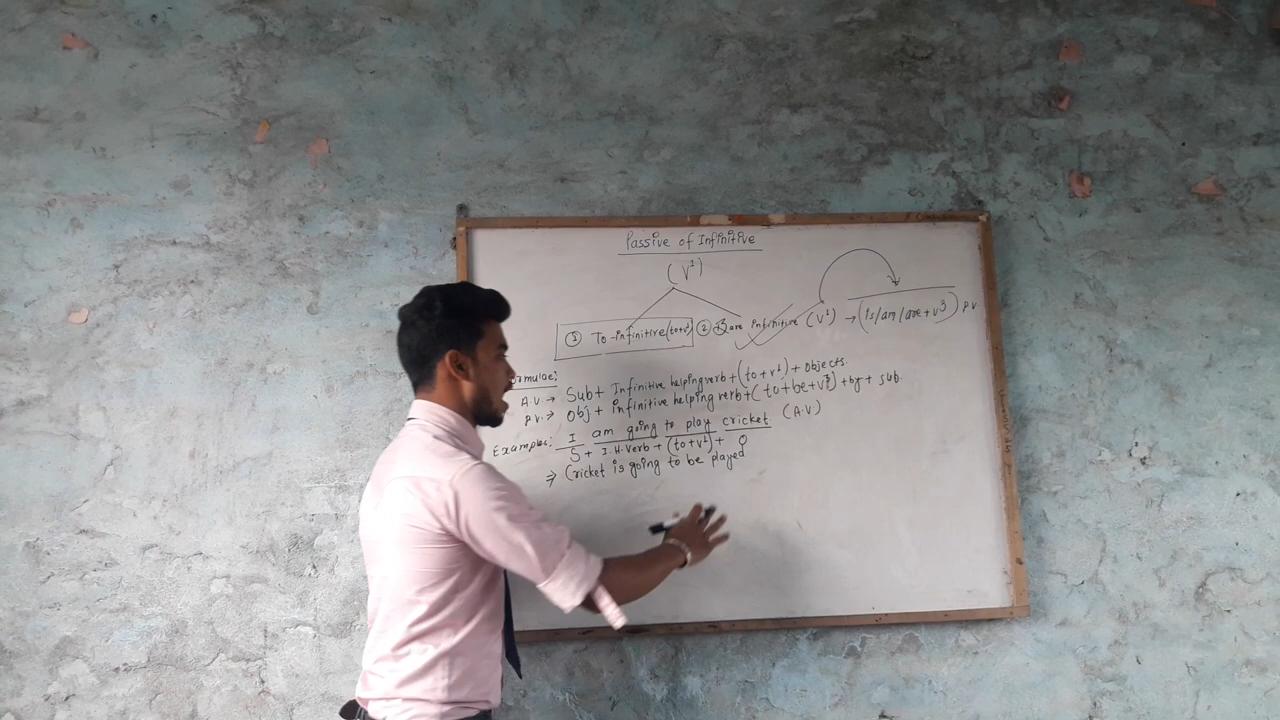 Passive of Infinitive
(V¹)
① To-infinitive (to+v¹) ② Bare infinitive (V¹) → (is/am/are+v³) P.V
ormulae:
A.V. → Sub + Infinitive helping verb + (to+v¹) + objects.
P.V. → Obj + infinitive helping verb + (to+be+v³) + by + sub.
Examples: I am going to play cricket. (A.V.)
S + I.H. Verb + (to+v¹) + O
⇒ Cricket is going to be played